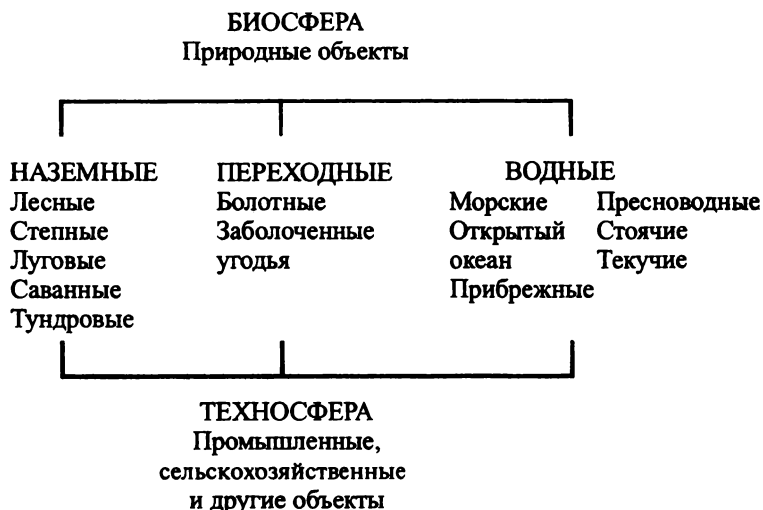 БИОСФЕРА
Природные объекты
НАЗЕМНЫЕ
Лесные
Степные
Луговые
Саванные
Тундровые
ПЕРЕХОДНЫЕ
Болотные
Заболоченные
угодья
ВОДНЫЕ
Морские
Открытый
океан
Прибрежные
Пресноводные
Стоячие
Текучие
ТЕХНОСФЕРА
Промышленные,
сельскохозяйственные
и другие объекты